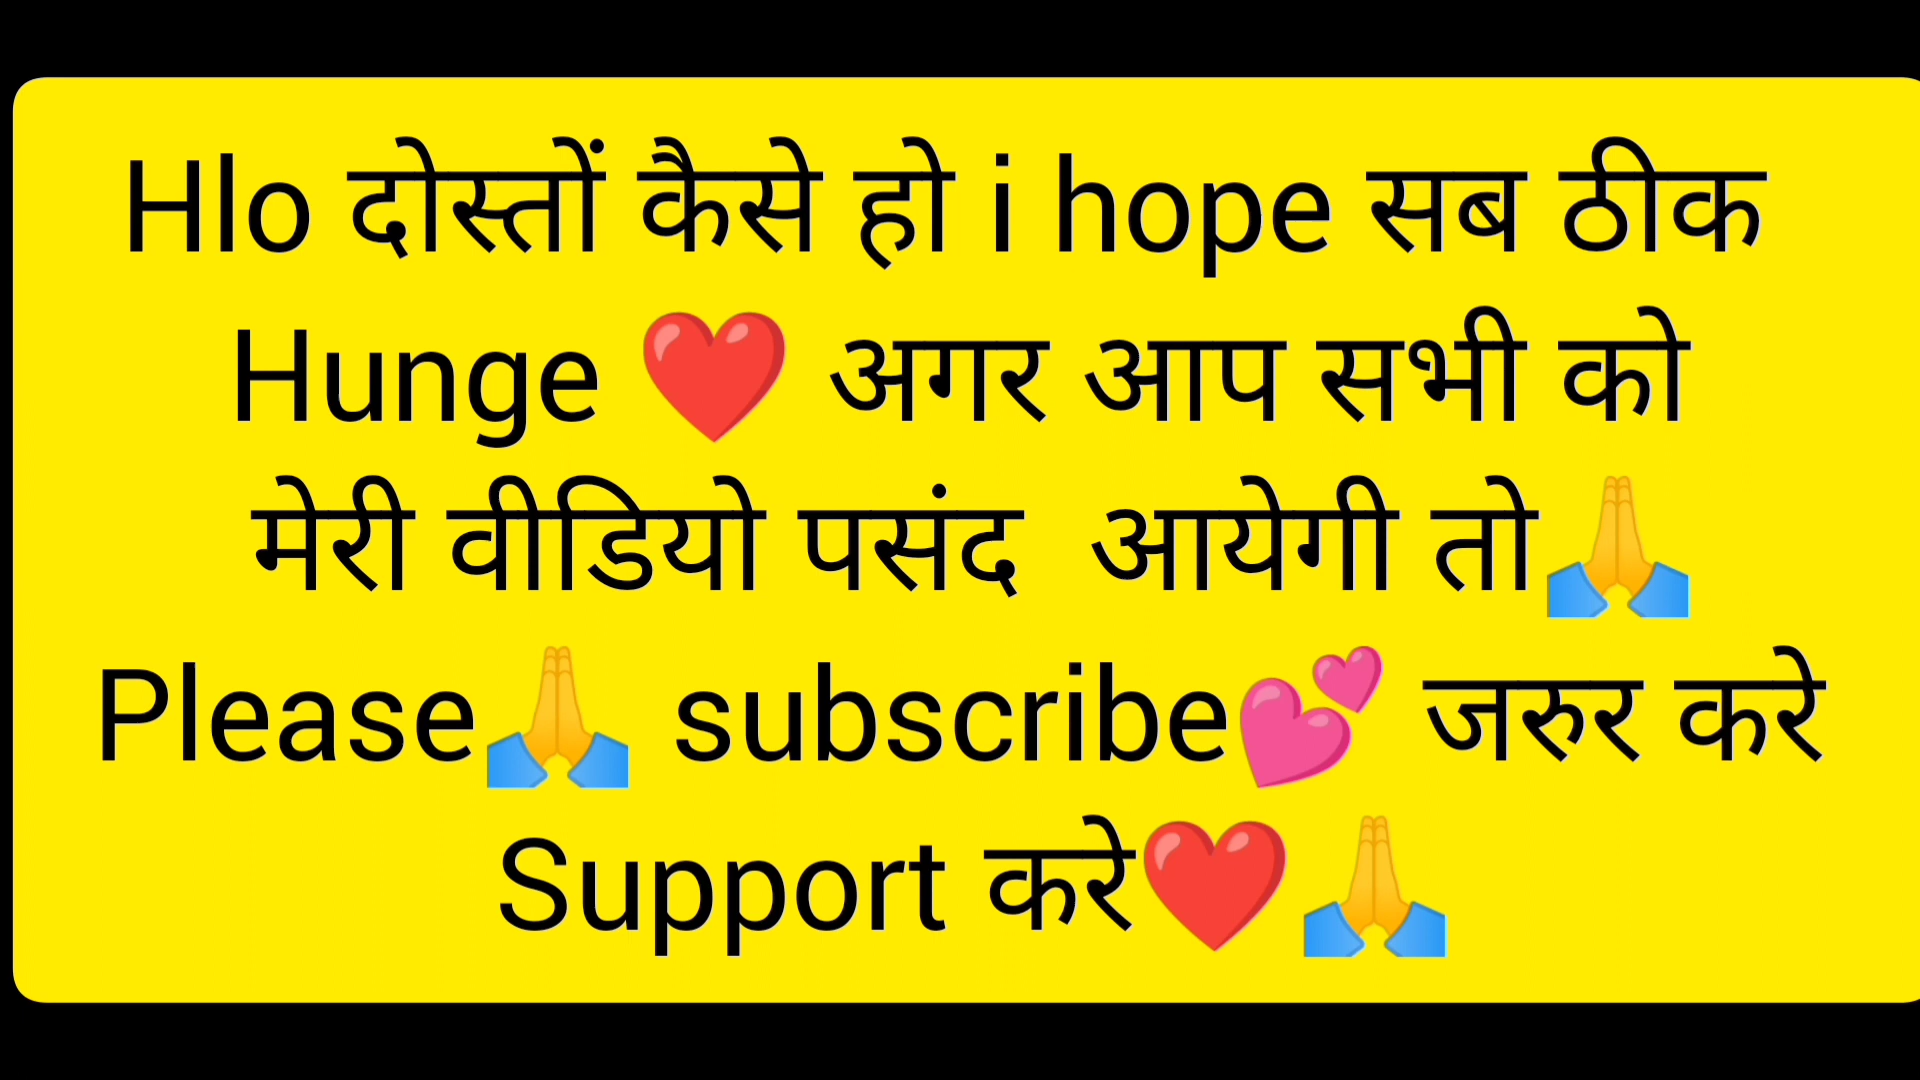 Hlo दोस्तों कैसे हो i hope सब ठीक
Hunge ❤️ अगर आप सभी को
मेरी वीडियो पसंद  आयेगी तो🙏
Please🙏 subscribe💕 जरुर करे
Support करे❤️🙏